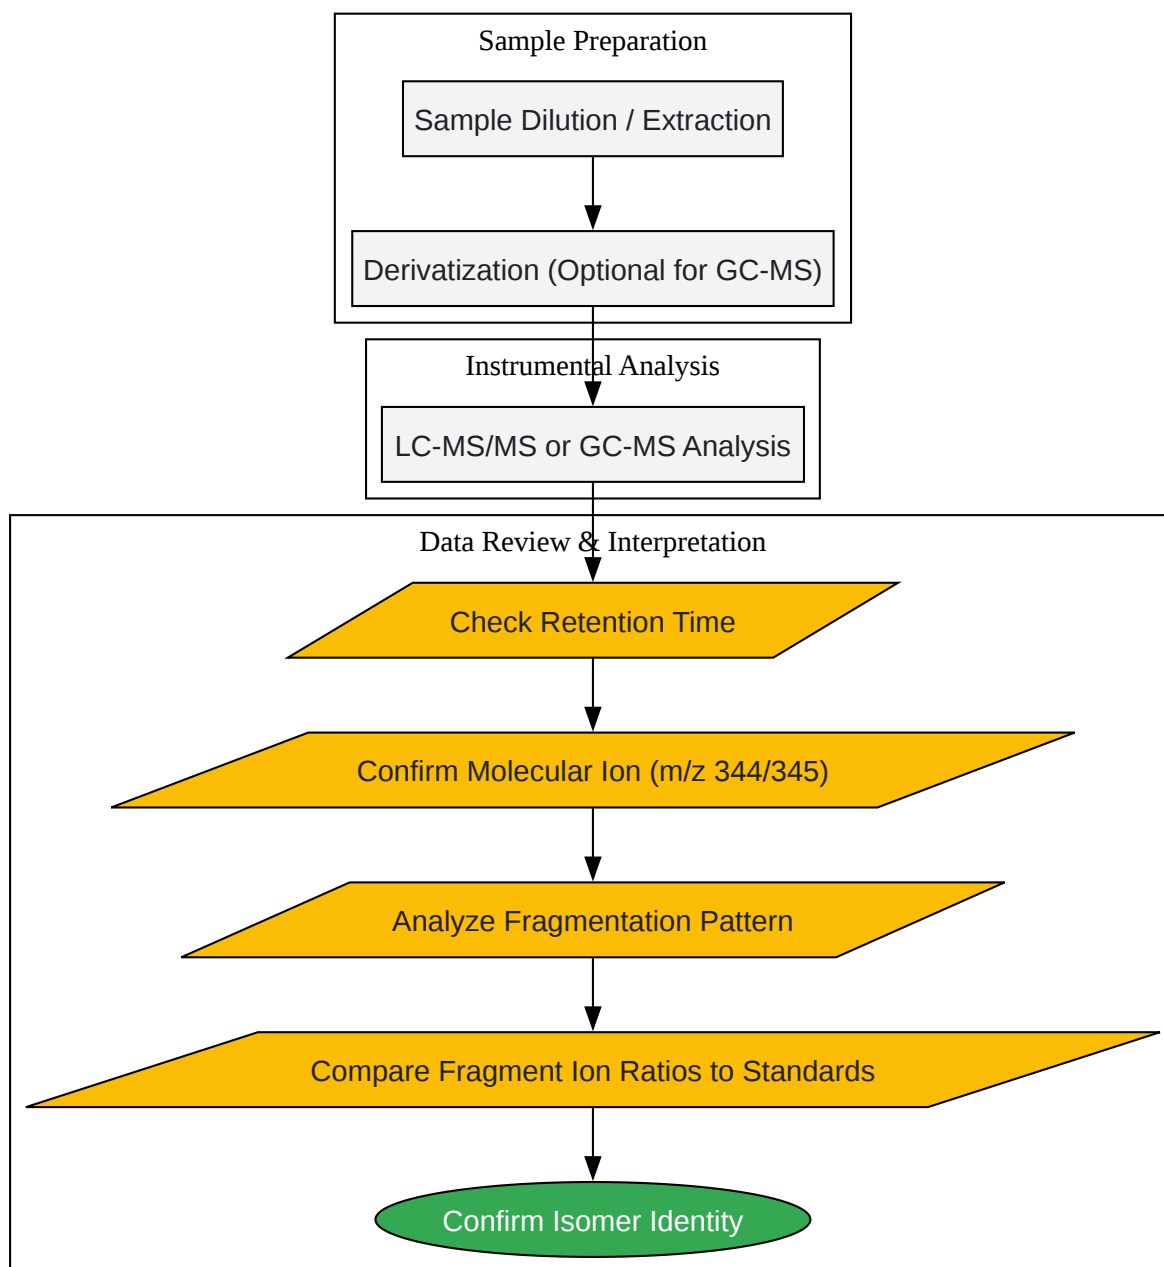 Sample Preparation
Sample Dilution / Extraction
Derivatization (Optional for GC-MS)
Instrumental Analysis
LC-MS/MS or GC-MS Analysis
Data Review & Interpretation
Check Retention Time
Confirm Molecular Ion (m/z 344/345)
Analyze Fragmentation Pattern
Compare Fragment Ion Ratios to Standards
Confirm Isomer Identity